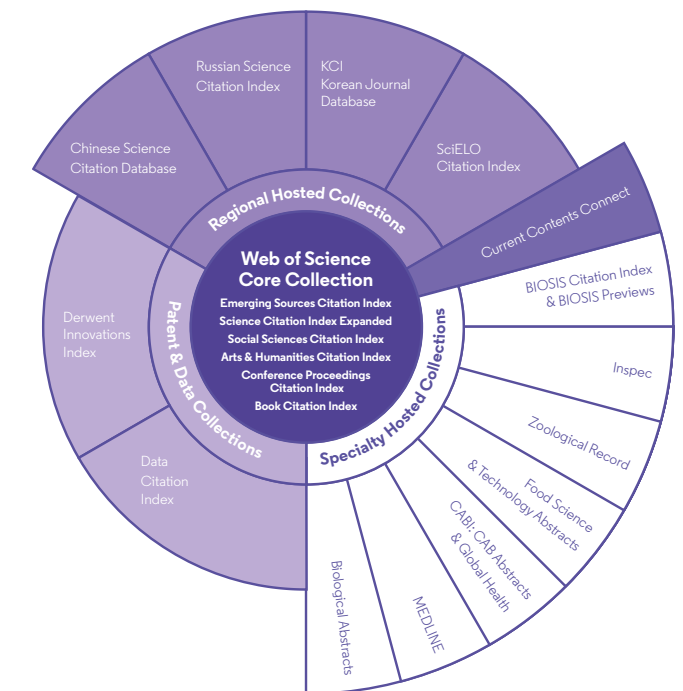 Russian Science
Citation Index
KCI
Korean Journal
Database
Chinese Science
Citation Database
SciELO
Citation Index
Regional Hosted Collections
Current Contents Connect
Web of Science
Core Collection
Emerging Sources Citation Index
Science Citation Index Expanded
Social Sciences Citation Index
Arts & Humanities Citation Index
Conference Proceedings
Citation Index
Book Citation Index
BIOSIS Citation Index
& BIOSIS Previews
Derwent
Innovations
Index
Patent & Data Collections
Specialty Hosted Collections
Inspec
Zoological Record
Data
Citation
Index
Food Science
& Technology Abstracts
CABI: CAB Abstracts
& Global Health
MEDLINE
Biological Abstracts